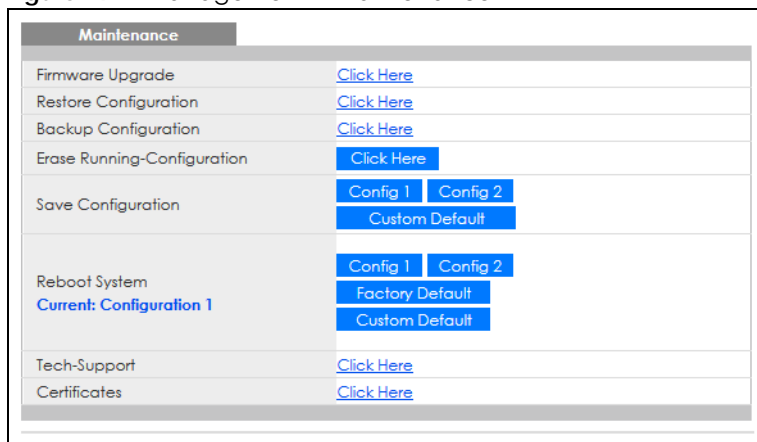 Maintenance
Firmware Upgrade Click Here
Restore Configuration Click Here
Backup Configuration Click Here
Erase Running-Configuration Click Here
Save Configuration Config 1 Config 2
Custom Default
Reboot System Config 1 Config 2
Current: Configuration 1 Factory Default
Custom Default
Tech-Support Click Here
Certificates Click Here